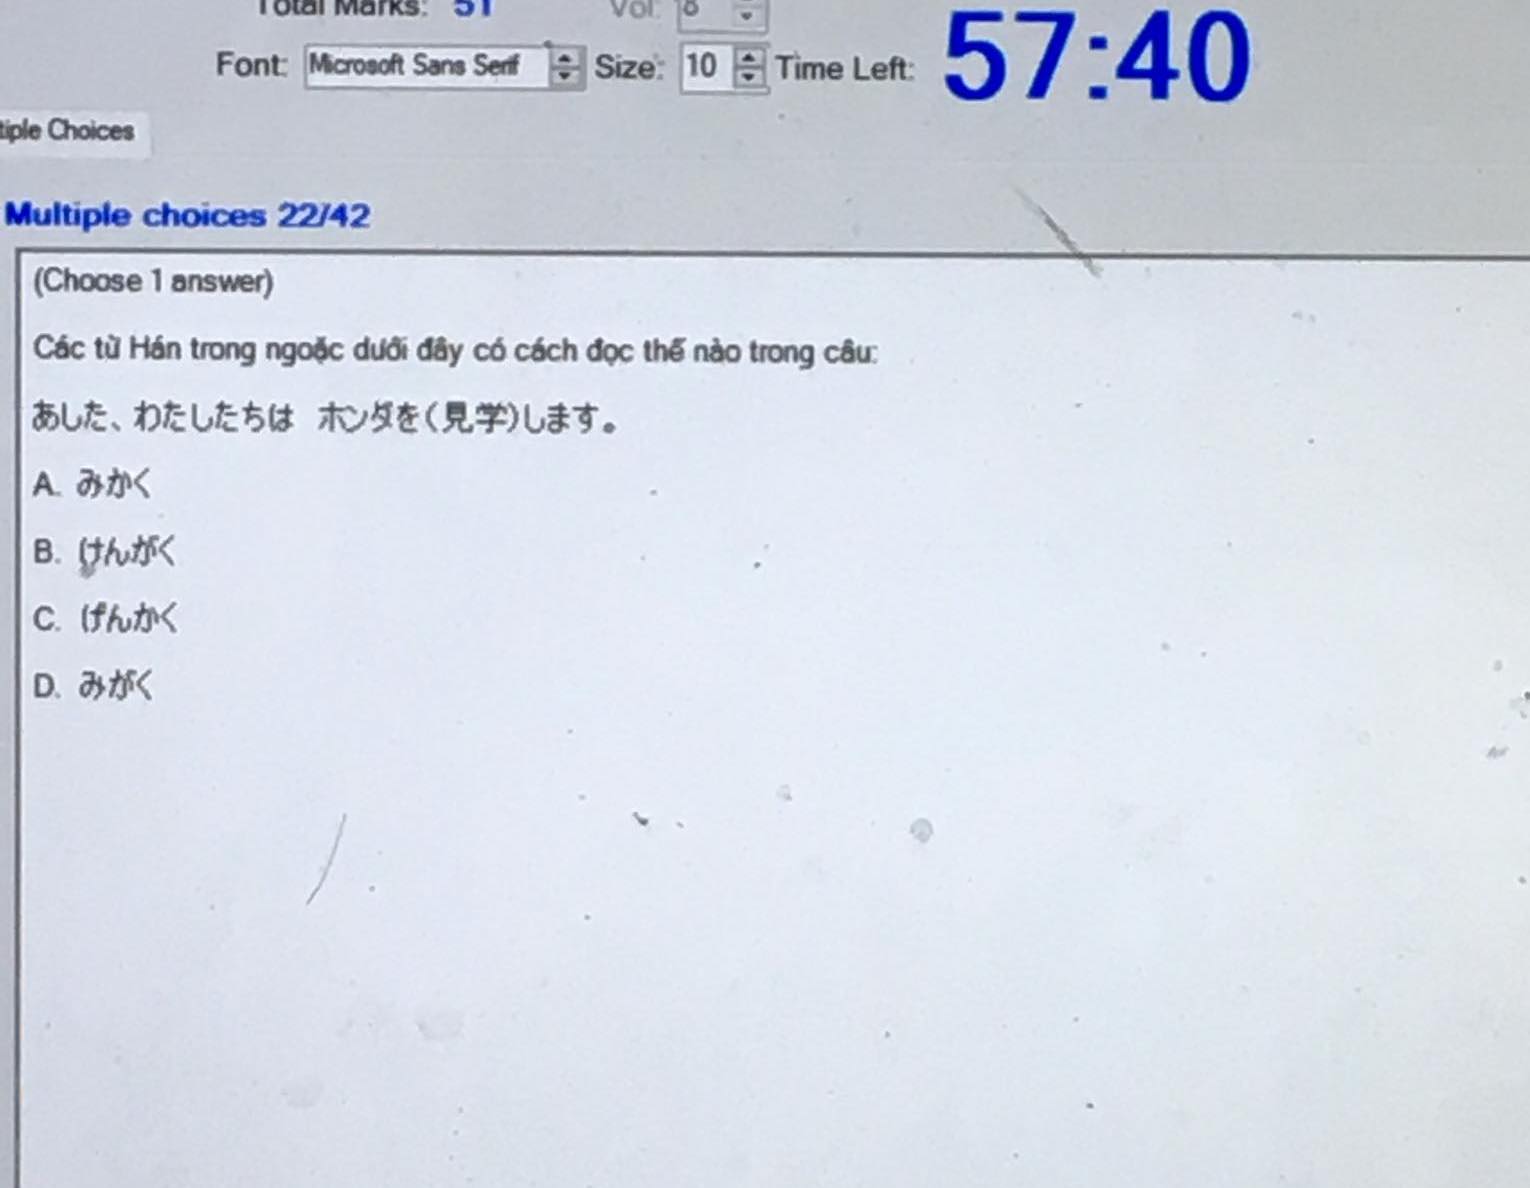 Total Marks: 51 Vol: 8
Font: Microsoft Sans Serif Size: 10 Time Left: 57:40
tiple Choices
Multiple choices 22/42
(Choose 1 answer)
Các từ Hán trong ngoặc dưới đây có cách đọc thế nào trong câu:
あした、わたしたちは ホンダを(見学)します。
A. みかく
B. けんがく
C. げんかく
D. みがく